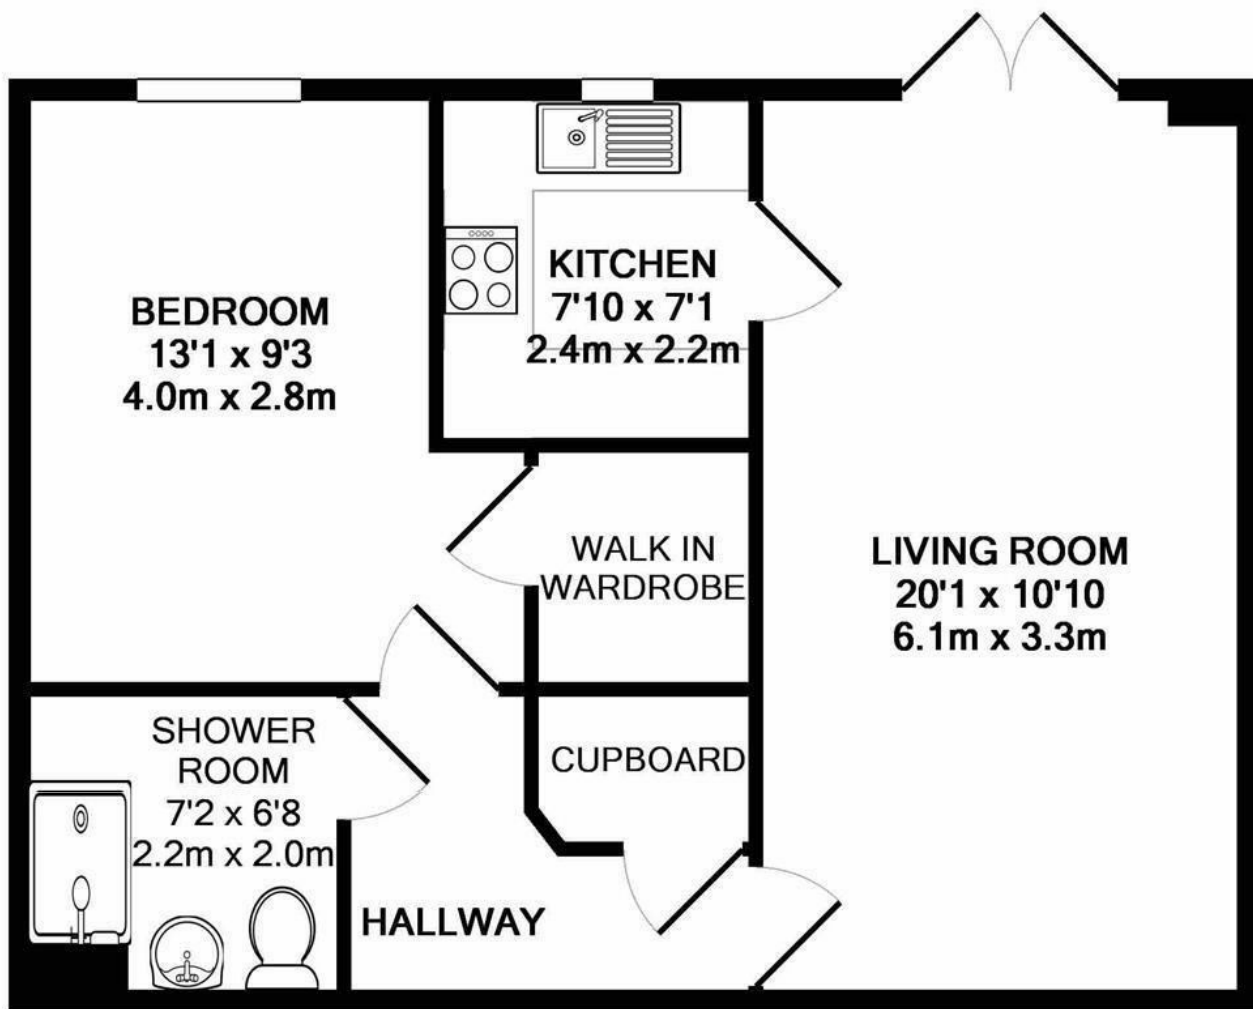 BEDROOM
13'1 x 9'3
4.0m x 2.8m
KITCHEN
7'10 x 7'1
2.4m x 2.2m
WALK IN
WARDROBE
LIVING ROOM
20'1 x 10'10
6.1m x 3.3m
SHOWER
ROOM
7'2 x 6'8
2.2m x 2.0m
CUPBOARD
HALLWAY